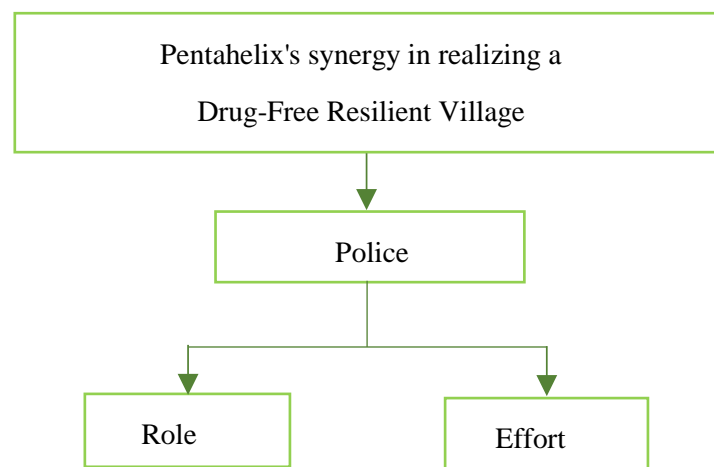 Pentahelix's synergy in realizing a
Drug-Free Resilient Village
Police
Role
Effort